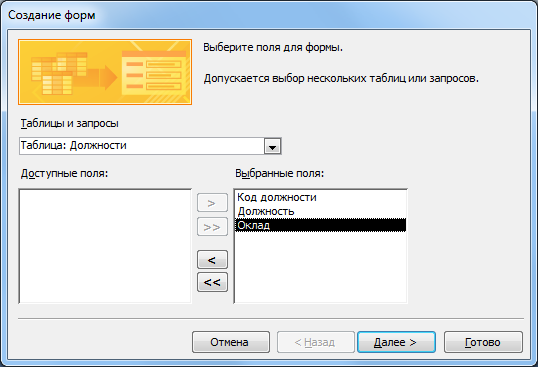 Создание форм
Выберите поля для формы.
Допускается выбор нескольких таблиц или запросов.
Таблицы и запросы
Таблица: Должности
Доступные поля:
Выбранные поля:
Код должности
Должность
Оклад
>
>>
<
<<
Отмена
< Назад
Далее >
Готово